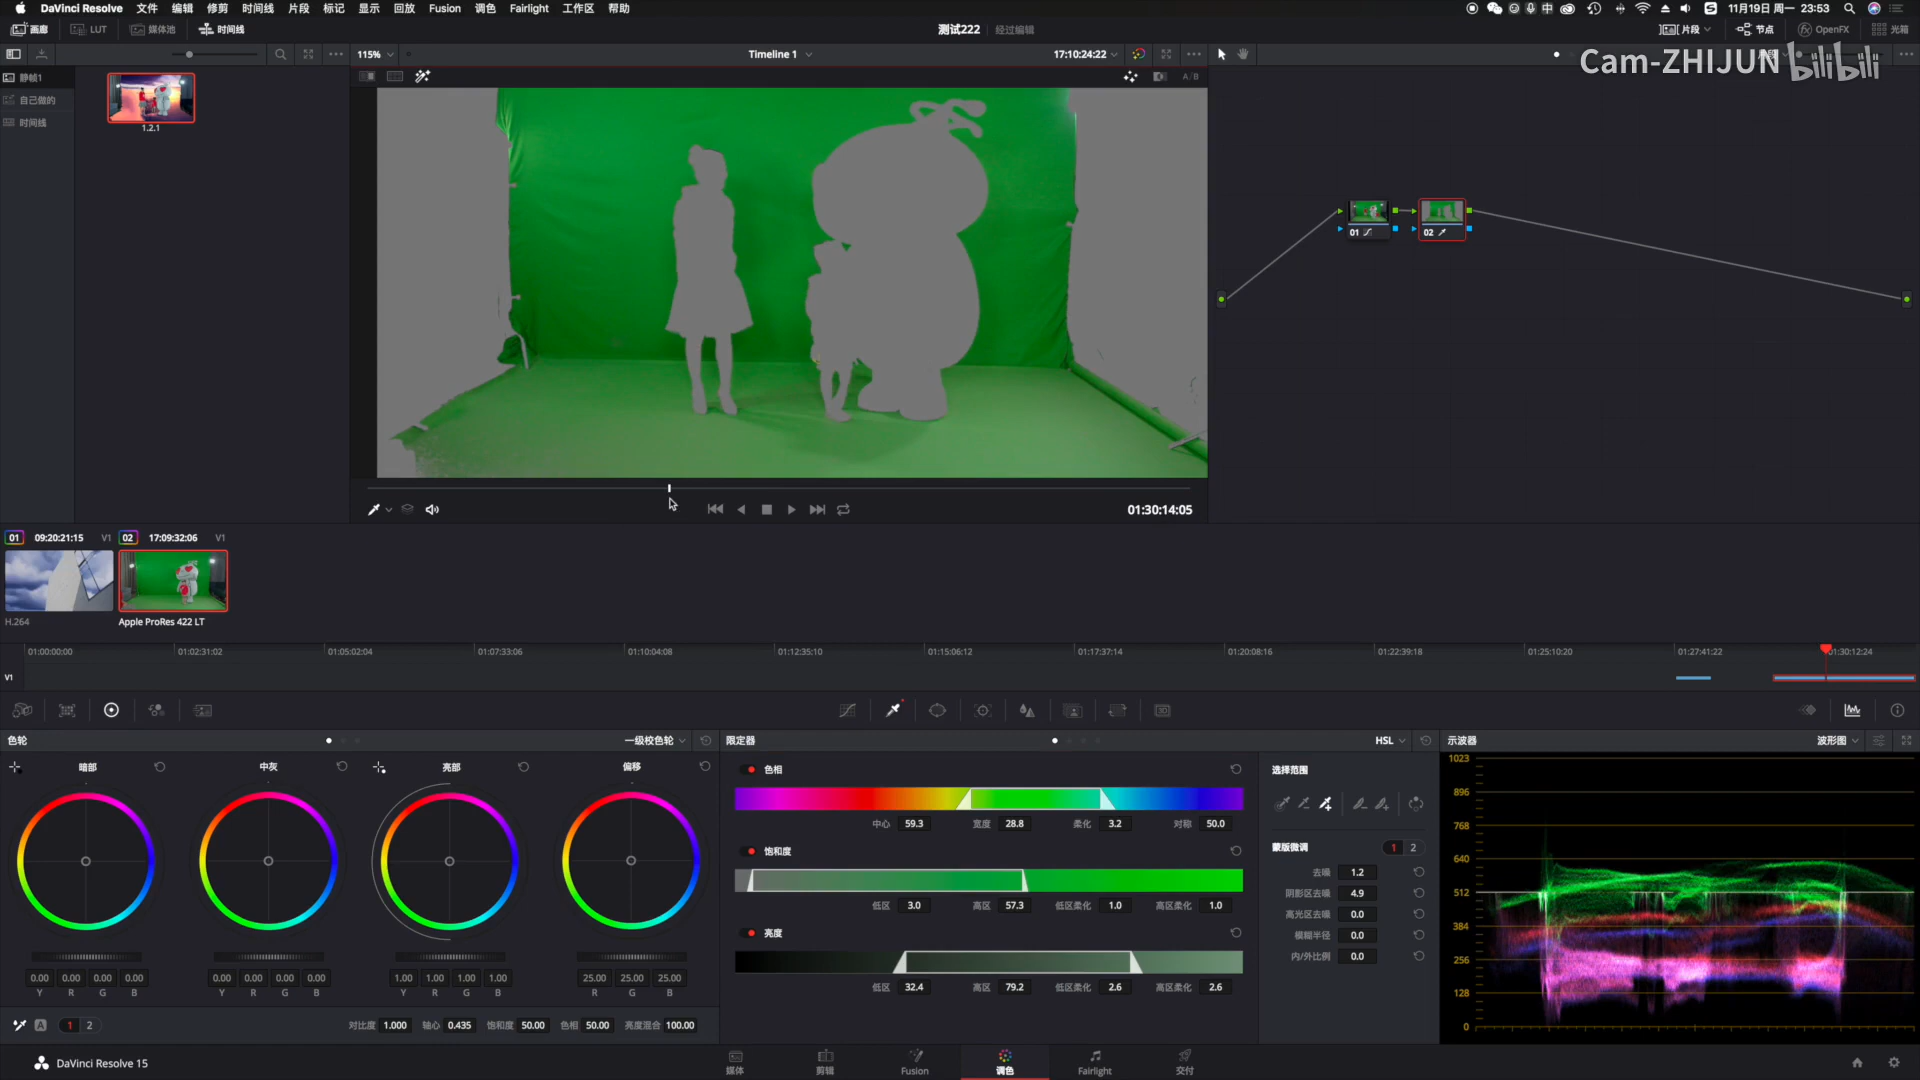 DaVinci Resolve 文件 编辑 修剪 时间线 片段 标记 显示 回放 Fusion 调色 Fairlight 工作区 帮助 中 S 11月19日 周一 23:53
画廊 LUT 媒体池 时间线 测试222 经过编辑 片段 节点 fx OpenFX 光箱
115% Timeline 1 17:10:24:22
Cam-ZHIJUN bilibili
A/B
静帧1
自己做的
时间线
1.2.1
01
02
01:30:14:05
01 09:20:21:15 V1 02 17:09:32:06 V1
H.264 Apple ProRes 422 LT
01:00:00:00 01:02:31:02 01:05:02:04 01:07:33:06 01:10:04:08 01:12:35:10 01:15:06:12 01:17:37:14 01:20:08:16 01:22:39:18 01:25:10:20 01:27:41:22 01:30:12:24
V1
3D
色轮 一级校色轮 限定器 HSL 示波器 波形图
暗部 中灰 亮部 偏移
0.00 0.00 0.00 0.00 0.00 0.00 0.00 0.00 1.00 1.00 1.00 1.00 25.00 25.00 25.00
Y R G B Y R G B Y R G B R G B
A 1 2 对比度 1.000 轴心 0.435 饱和度 50.00 色相 50.00 亮度混合 100.00
色相
中心 59.3 宽度 28.8 柔化 3.2 对称 50.0
饱和度
低区 3.0 高区 57.3 低区柔化 1.0 高区柔化 1.0
亮度
低区 32.4 高区 79.2 低区柔化 2.6 高区柔化 2.6
选择范围
蒙版微调 1 2
去噪 1.2
阴影区去噪 4.9
高光区去噪 0.0
模糊半径 0.0
内/外比例 0.0
1023
896
768
640
512
384
256
128
0
DaVinci Resolve 15 媒体 剪辑 Fusion 调色 Fairlight 交付